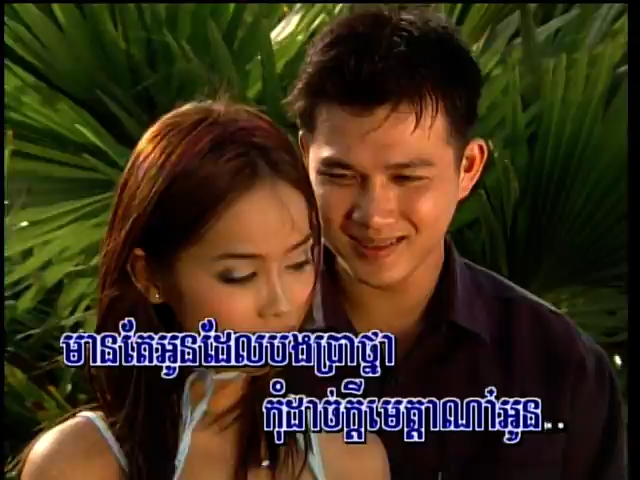 មានតែអូនដែលបងប្រាថ្នា
កុំដាច់ក្ដីមេត្តាណា៎អូន..